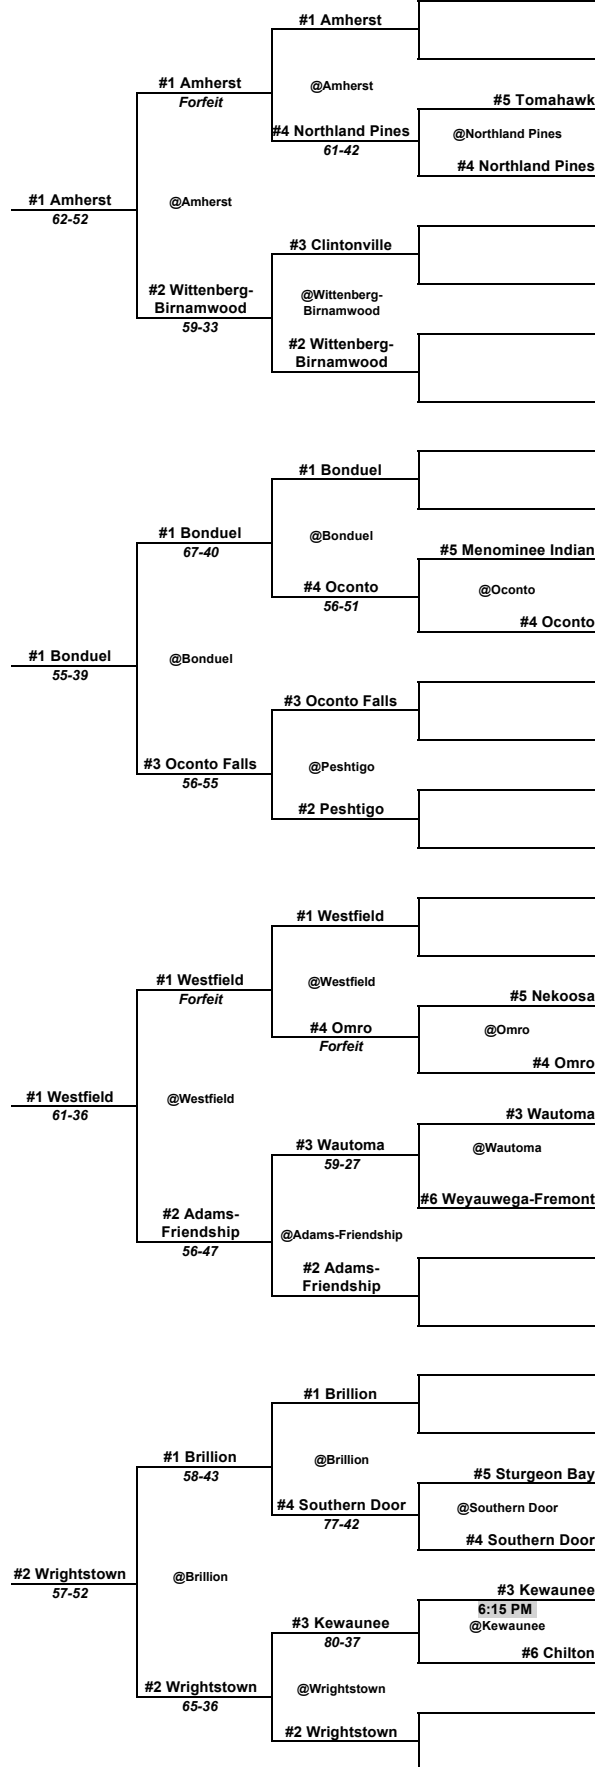 #1 Amherst
#1 Amherst
@Amherst
Forfeit
#5 Tomahawk
#4 Northland Pines
@Northland Pines
61-42
#4 Northland Pines
#1 Amherst
@Amherst
62-52
#3 Clintonville
#2 Wittenberg-
Birnamwood
@Wittenberg-
Birnamwood
59-33
#2 Wittenberg-
Birnamwood
#1 Bonduel
#1 Bonduel
@Bonduel
67-40
#5 Menominee Indian
#4 Oconto
@Oconto
56-51
#4 Oconto
#1 Bonduel
@Bonduel
55-39
#3 Oconto Falls
#3 Oconto Falls
@Peshtigo
56-55
#2 Peshtigo
#1 Westfield
#1 Westfield
@Westfield
Forfeit
#5 Nekoosa
#4 Omro
@Omro
Forfeit
#4 Omro
#1 Westfield
@Westfield
61-36
#3 Wautoma
#3 Wautoma
@Wautoma
59-27
#6 Weyauwega-Fremont
#2 Adams-
Friendship
@Adams-Friendship
56-47
#2 Adams-
Friendship
#1 Brillion
#1 Brillion
@Brillion
58-43
#5 Sturgeon Bay
#4 Southern Door
@Southern Door
77-42
#4 Southern Door
#2 Wrightstown
@Brillion
57-52
#3 Kewaunee
6:15 PM
#3 Kewaunee
@Kewaunee
80-37
#6 Chilton
#2 Wrightstown
@Wrightstown
65-36
#2 Wrightstown